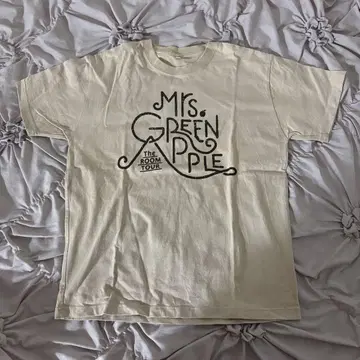 Mrs.
GREEN
APPLE
The
ROOM
TOUR